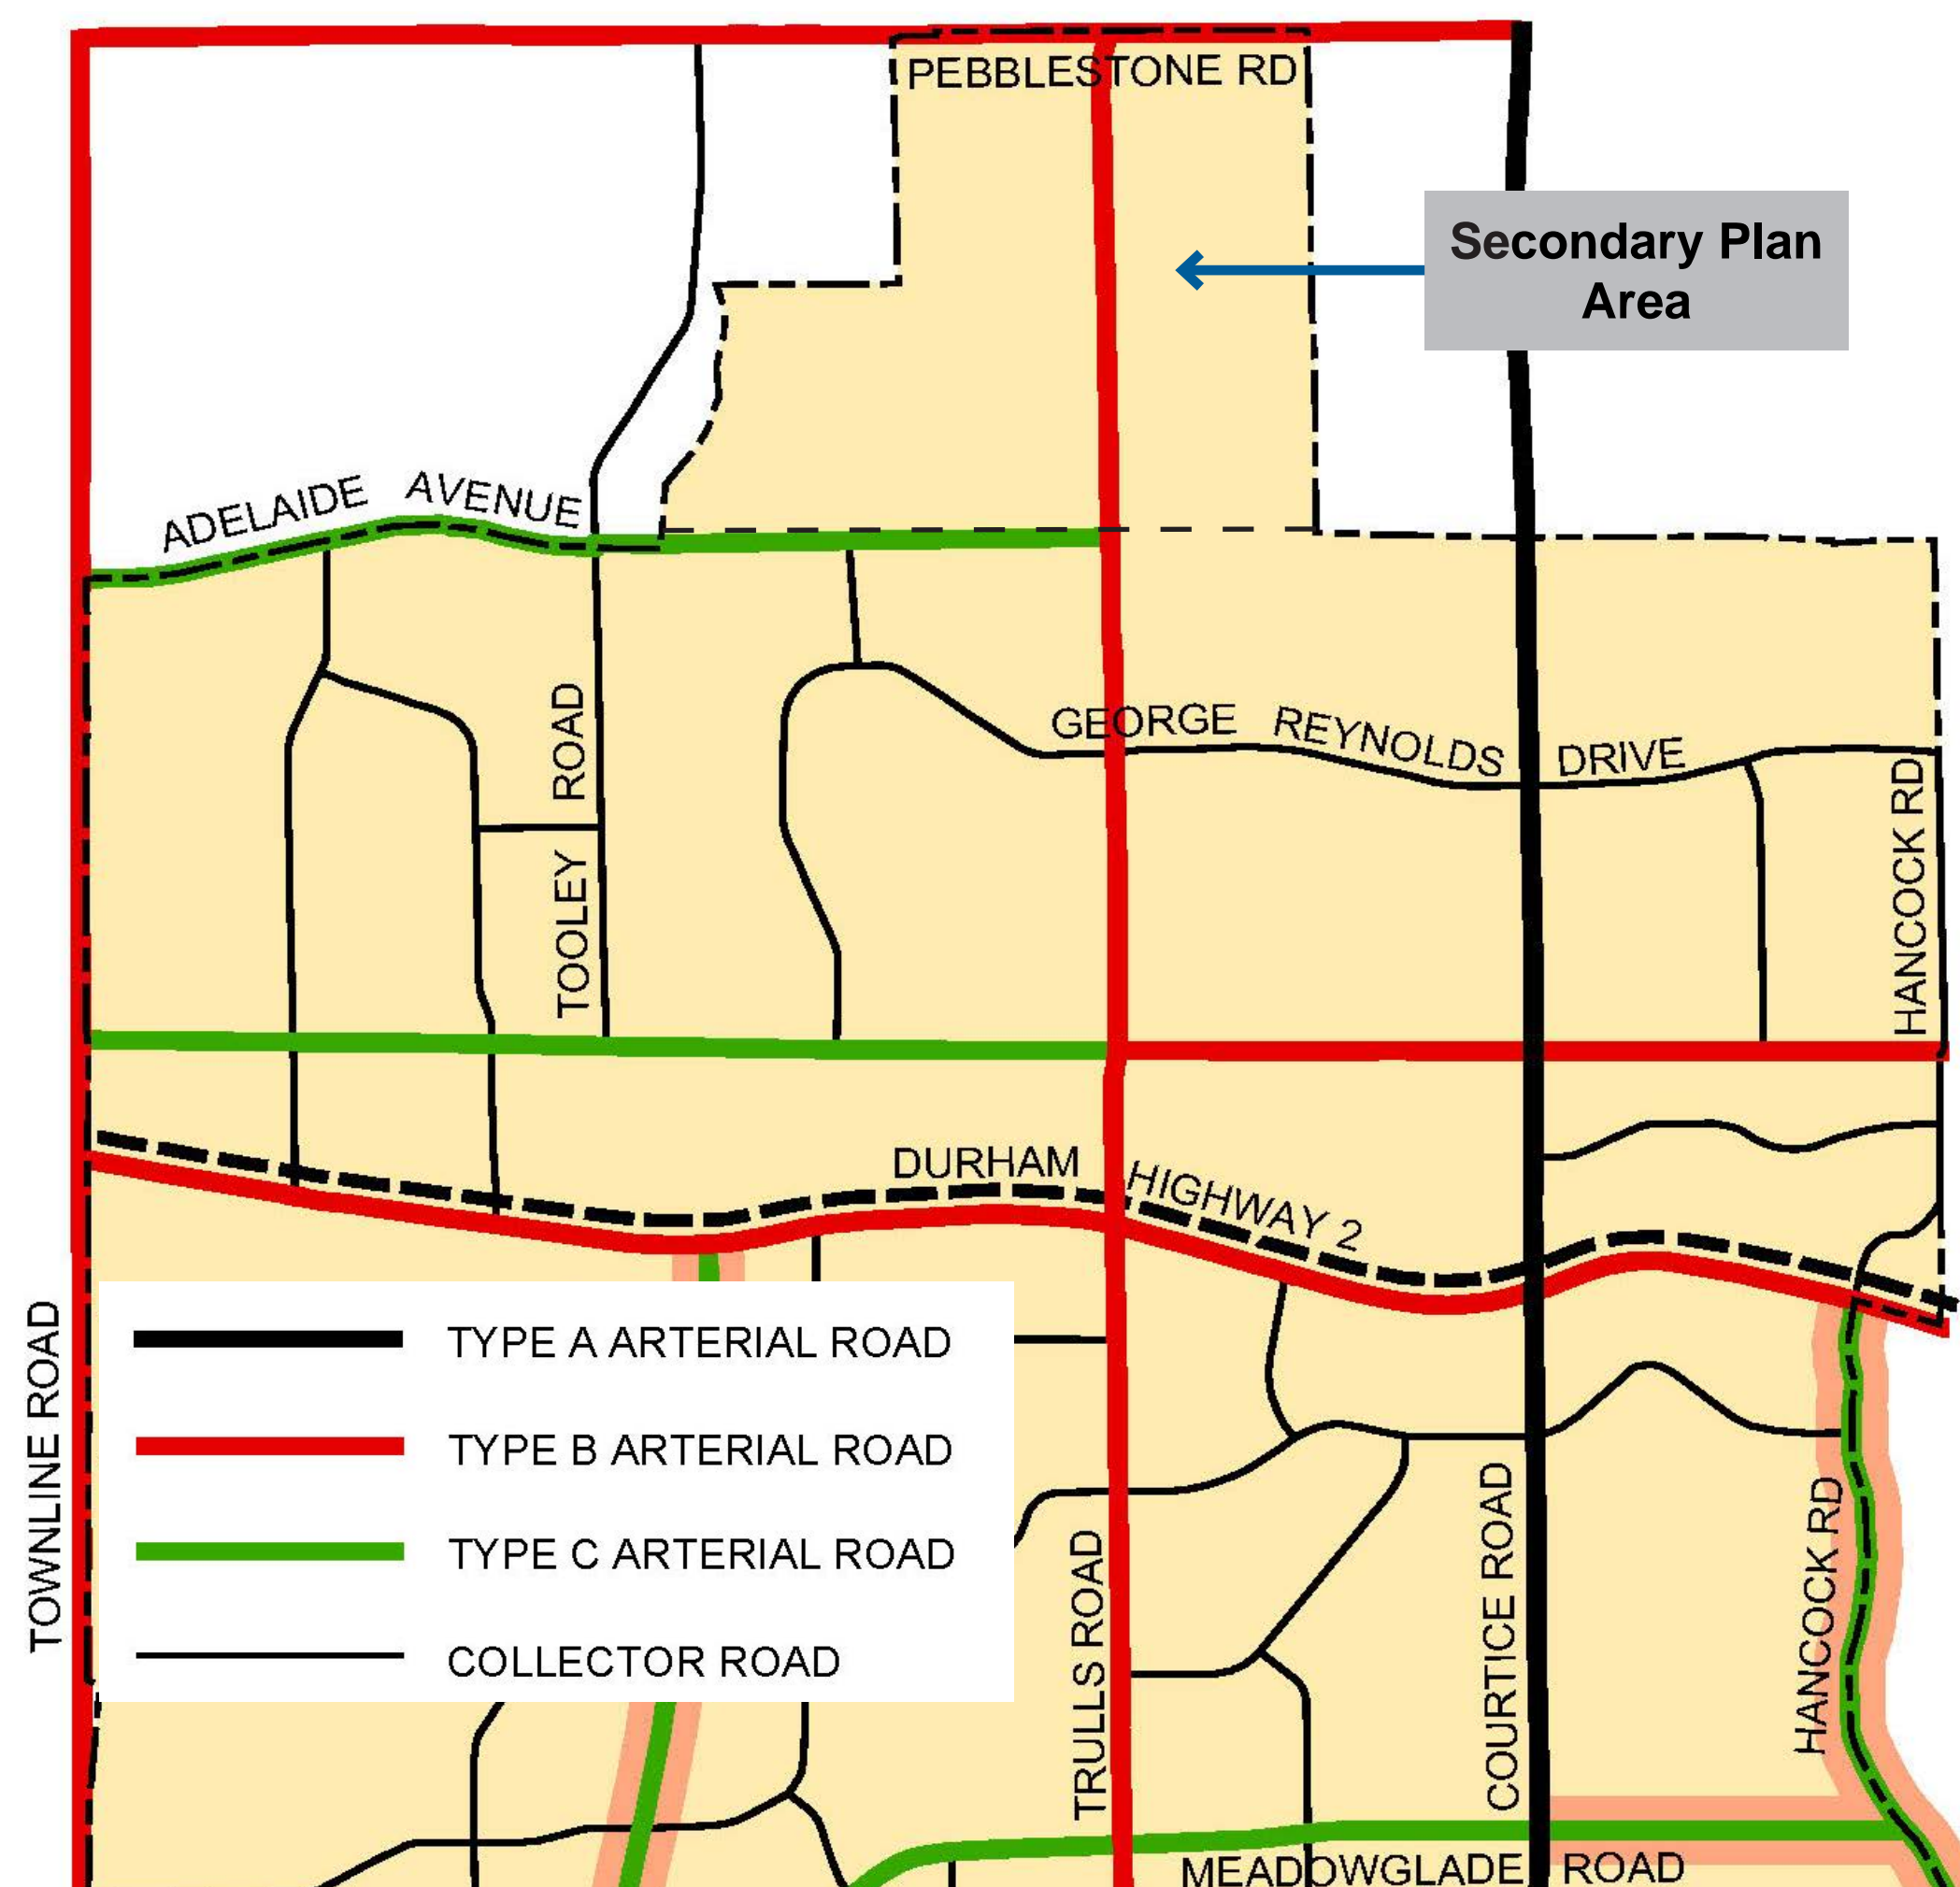 PEBBLESTONE RD
Secondary Plan
Area
ADELAIDE AVENUE
GEORGE REYNOLDS DRIVE
TOOLEY ROAD
HANCOCK RD
DURHAM HIGHWAY 2
TOWNLINE ROAD
TYPE A ARTERIAL ROAD
TYPE B ARTERIAL ROAD
TYPE C ARTERIAL ROAD
COLLECTOR ROAD
TRULLS ROAD
COURTICE ROAD
HANCOCK RD
MEADOWGLADE ROAD